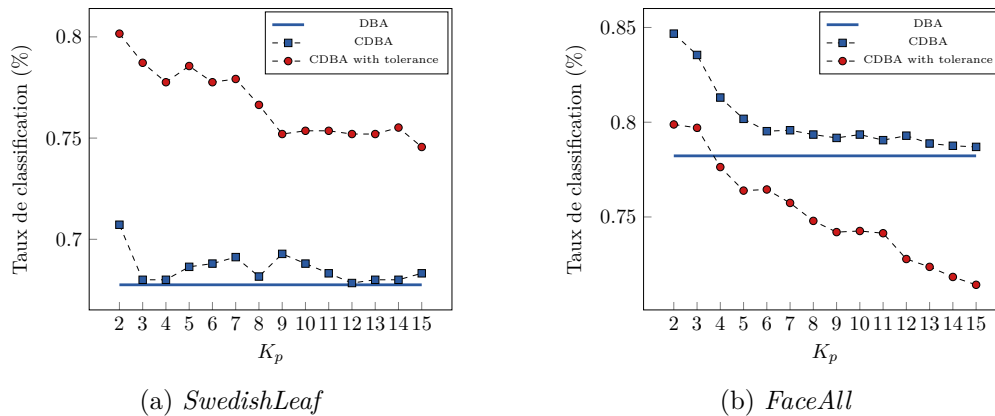 DBA
CDBA
CDBA with tolerance
0.8
0.75
0.7
Taux de classification (%)
2 3 4 5 6 7 8 9 10 11 12 13 14 15
K_p
(a) SwedishLeaf
DBA
CDBA
CDBA with tolerance
0.85
0.8
0.75
Taux de classification (%)
2 3 4 5 6 7 8 9 10 11 12 13 14 15
K_p
(b) FaceAll